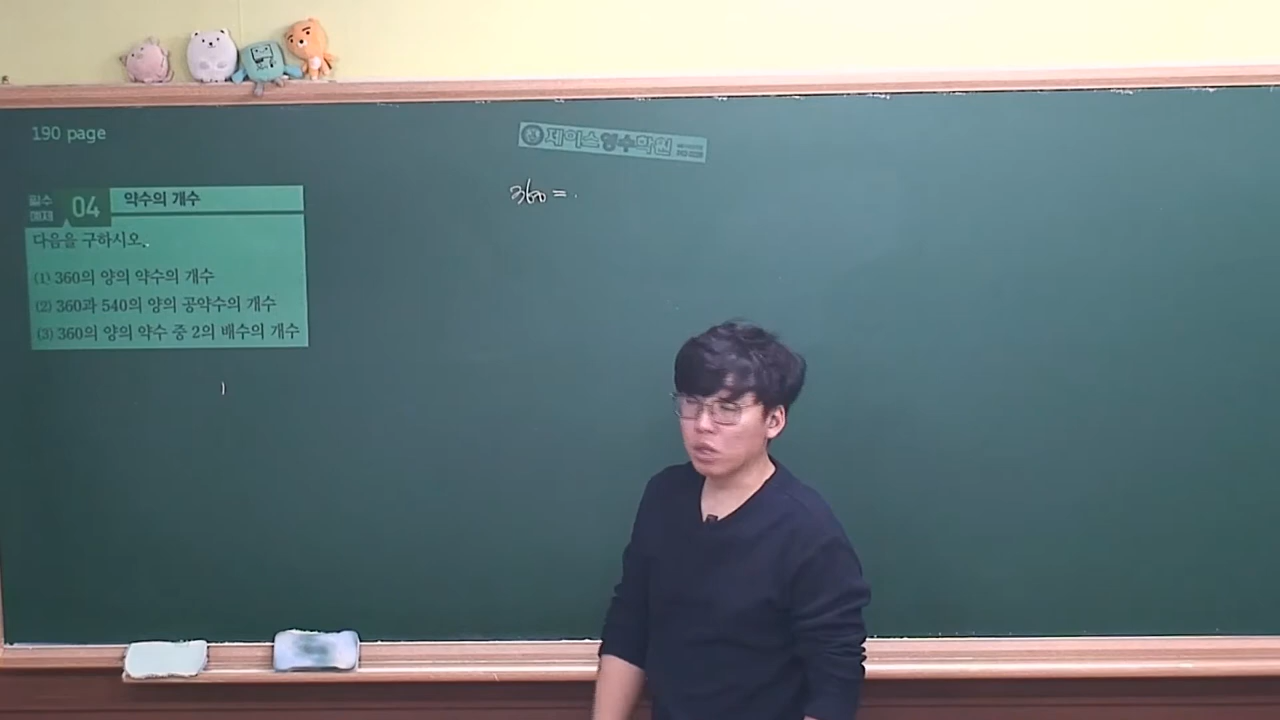 190 page
제이스영수학원
360 = .
필수
예제
04
약수의 개수
다음을 구하시오.
(1) 360의 양의 약수의 개수
(2) 360과 540의 양의 공약수의 개수
(3) 360의 양의 약수 중 2의 배수의 개수